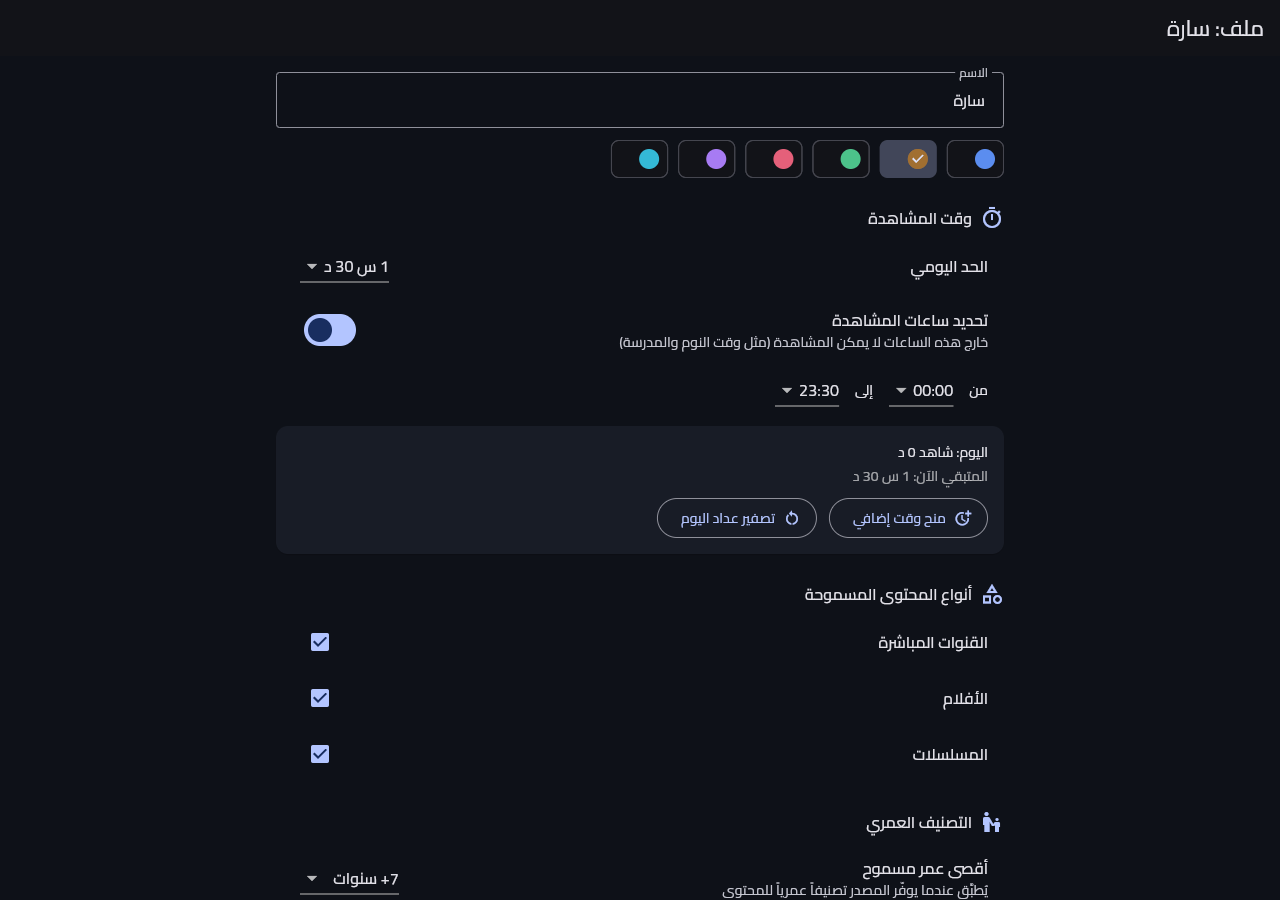 ملف: سارة
الاسم
سارة
وقت المشاهدة
الحد اليومي
1 س 30 د
تحديد ساعات المشاهدة
خارج هذه الساعات لا يمكن المشاهدة (مثل وقت النوم والمدرسة)
من 00:00 إلى 23:30
اليوم: شاهد 0 د
المتبقي الآن: 1 س 30 د
منح وقت إضافي
تصفير عداد اليوم
أنواع المحتوى المسموحة
القنوات المباشرة
الأفلام
المسلسلات
التصنيف العمري
أقصى عمر مسموح
7+ سنوات
يُطبَّق عندما يوفّر المصدر تصنيفاً عمرياً للمحتوى